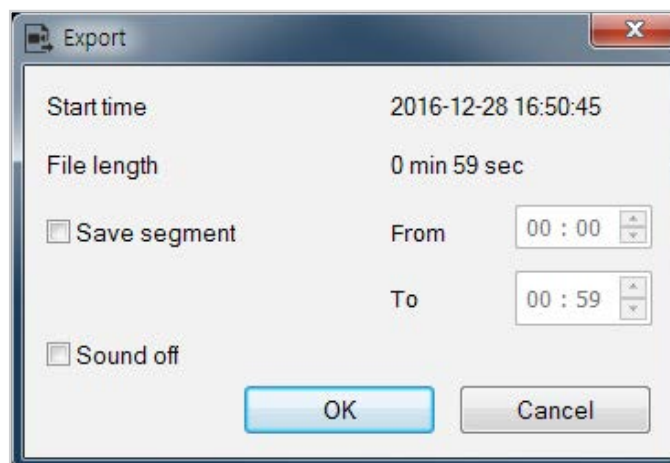 Export
Start time 2016-12-28 16:50:45
File length 0 min 59 sec
Save segment From 00 : 00
To 00 : 59
Sound off
OK Cancel